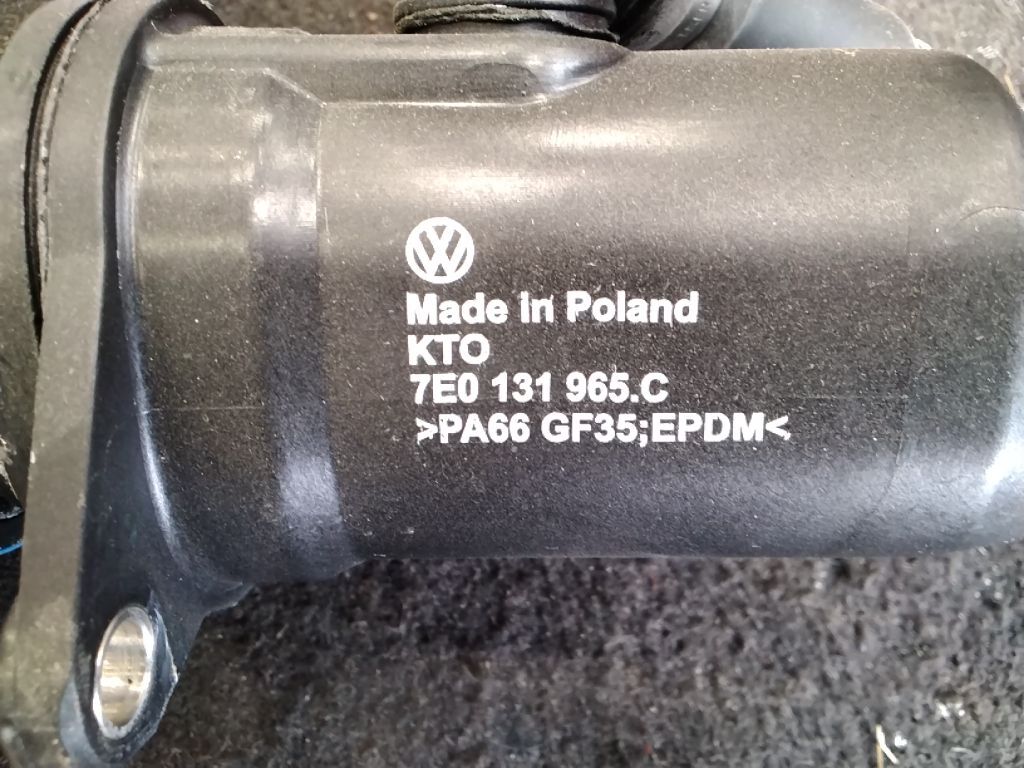 Made in Poland
KTO
7E0 131 965.C
>PA66 GF35;EPDM<